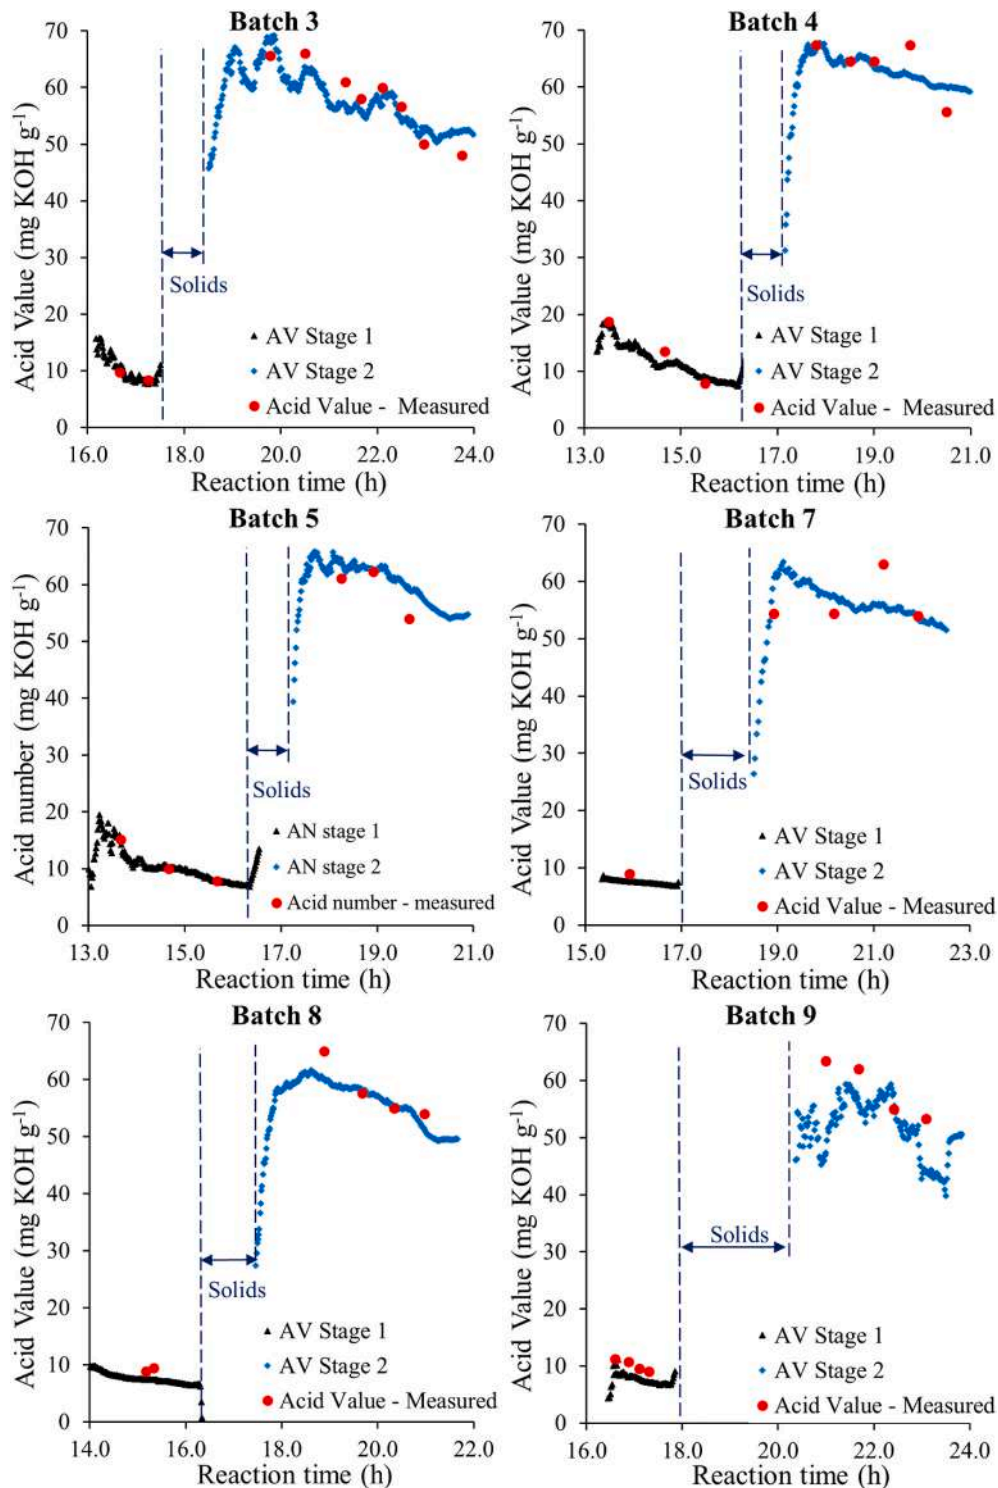 Batch 3
Acid Value (mg KOH g⁻¹)
70
60
50
40
30
20
10
0
Solids
AV Stage 1
AV Stage 2
Acid Value - Measured
16.0 18.0 20.0 22.0 24.0
Reaction time (h)
Batch 4
Acid Value (mg KOH g⁻¹)
70
60
50
40
30
20
10
0
Solids
AV Stage 1
AV Stage 2
Acid Value - Measured
13.0 15.0 17.0 19.0 21.0
Reaction time (h)
Batch 5
Acid number (mg KOH g⁻¹)
70
60
50
40
30
20
10
0
Solids
AN stage 1
AN stage 2
Acid number - measured
13.0 15.0 17.0 19.0 21.0
Reaction time (h)
Batch 7
Acid Value (mg KOH g⁻¹)
70
60
50
40
30
20
10
0
Solids
AV Stage 1
AV Stage 2
Acid Value - Measured
15.0 17.0 19.0 21.0 23.0
Reaction time (h)
Batch 8
Acid Value (mg KOH g⁻¹)
70
60
50
40
30
20
10
0
Solids
AV Stage 1
AV Stage 2
Acid Value - Measured
14.0 16.0 18.0 20.0 22.0
Reaction time (h)
Batch 9
Acid Value (mg KOH g⁻¹)
70
60
50
40
30
20
10
0
Solids
AV Stage 1
AV Stage 2
Acid Value - Measured
16.0 18.0 20.0 22.0 24.0
Reaction time (h)